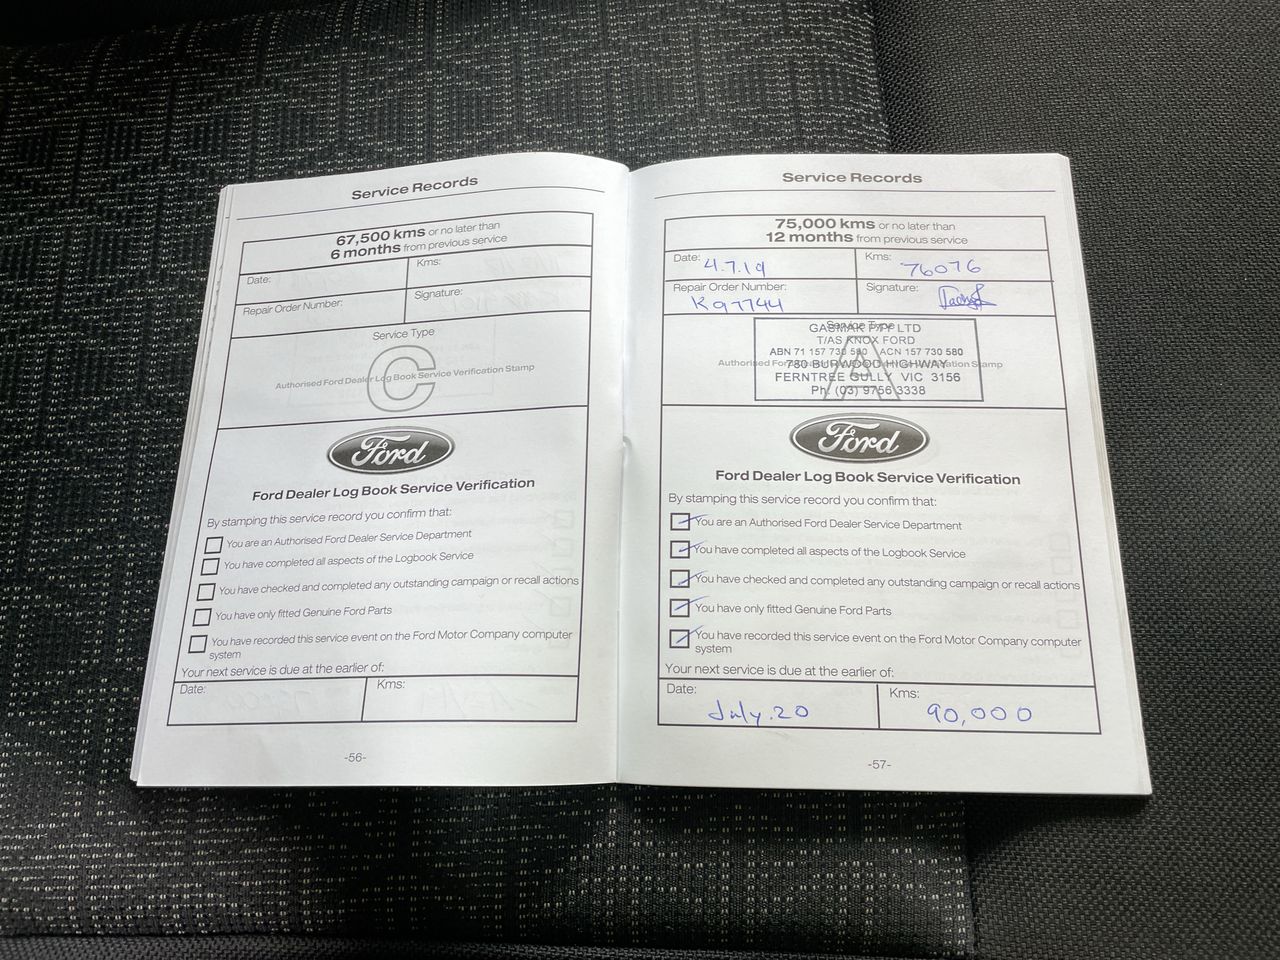 Service Records
67,500 kms or no later than
6 months from previous service
Date:
Kms:
Repair Order Number:
Signature:
Service Type
C
Authorised Ford Dealer Log Book Service Verification Stamp
Ford
Ford Dealer Log Book Service Verification
By stamping this service record you confirm that:
You are an Authorised Ford Dealer Service Department
You have completed all aspects of the Logbook Service
You have checked and completed any outstanding campaign or recall actions
You have only fitted Genuine Ford Parts
You have recorded this service event on the Ford Motor Company computer
system
Your next service is due at the earlier of:
Date:
Kms:
-56-
Service Records
75,000 kms or no later than
12 months from previous service
Date: 4.7.19
Kms: 76076
Repair Order Number:
K97744
Signature:
Service Type
A
GASMAK PTY LTD
T/AS KNOX FORD
ABN 71 157 730 580 ACN 157 730 580
780 BURWOOD HIGHWAY
FERNTREE GULLY VIC 3156
Ph: (03) 9756 3338
Ford
Ford Dealer Log Book Service Verification
By stamping this service record you confirm that:
You are an Authorised Ford Dealer Service Department
You have completed all aspects of the Logbook Service
You have checked and completed any outstanding campaign or recall actions
You have only fitted Genuine Ford Parts
You have recorded this service event on the Ford Motor Company computer
system
Your next service is due at the earlier of:
Date:
July.20
Kms:
90,000
-57-